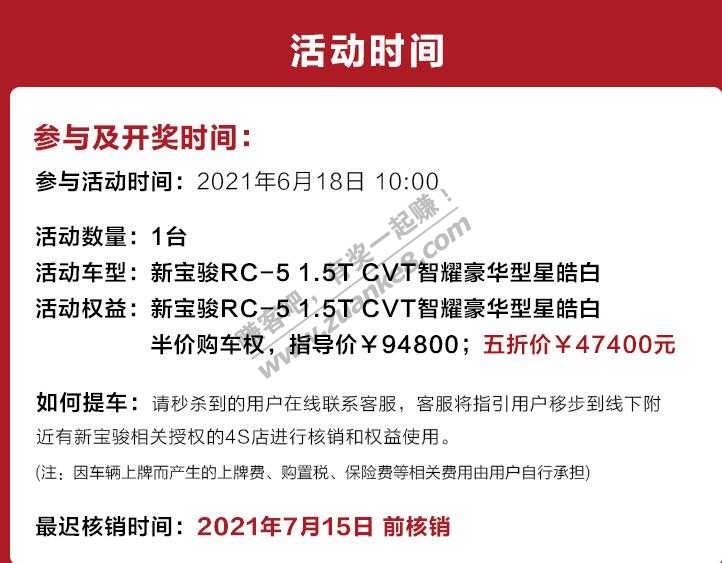 活动时间
参与及开奖时间：
参与活动时间：2021年6月18日 10:00
活动数量：1台
活动车型：新宝骏RC-5 1.5T CVT智耀豪华型星皓白
活动权益：新宝骏RC-5 1.5T CVT智耀豪华型星皓白
半价购车权，指导价￥94800；五折价￥47400元
如何提车：请秒杀到的用户在线联系客服，客服将指引用户移步到线下附
近有新宝骏相关授权的4S店进行核销和权益使用。
(注：因车辆上牌而产生的上牌费、购置税、保险费等相关费用由用户自行承担)
最迟核销时间：2021年7月15日 前核销
赚客吧，有奖一起赚！
www.zuanke8.com